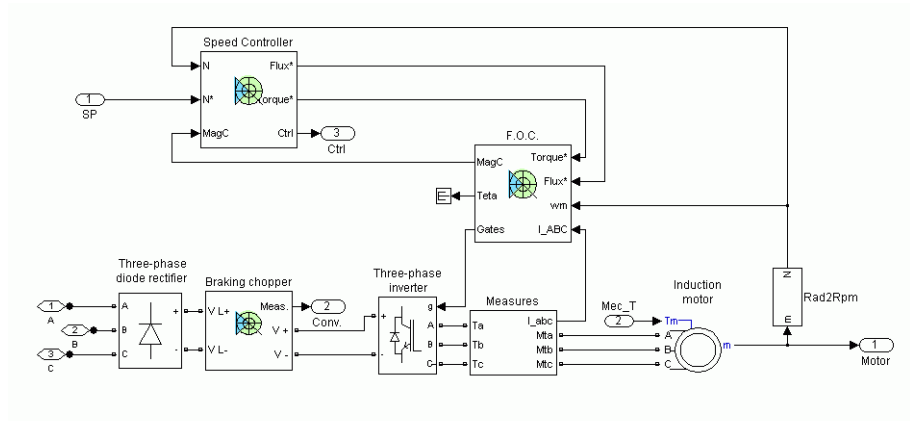 Speed Controller
N
Flux*
N*
Torque*
MagC
Ctrl
1
SP
3
Ctrl
F.O.C.
MagC
Torque*
Flux*
Teta
wm
Gates
I_ABC
Three-phase
diode rectifier
A
B
C
+
-
1
A
2
B
3
C
Braking chopper
V L+
V L-
Meas.
V +
V -
2
Conv.
Three-phase
inverter
g
+
-
A
B
C
Measures
Ta
Tb
Tc
I_abc
Mta
Mtb
Mtc
Mec_T
2
Induction
motor
Tm
A
B
C
m
N
m
Rad2Rpm
1
Motor